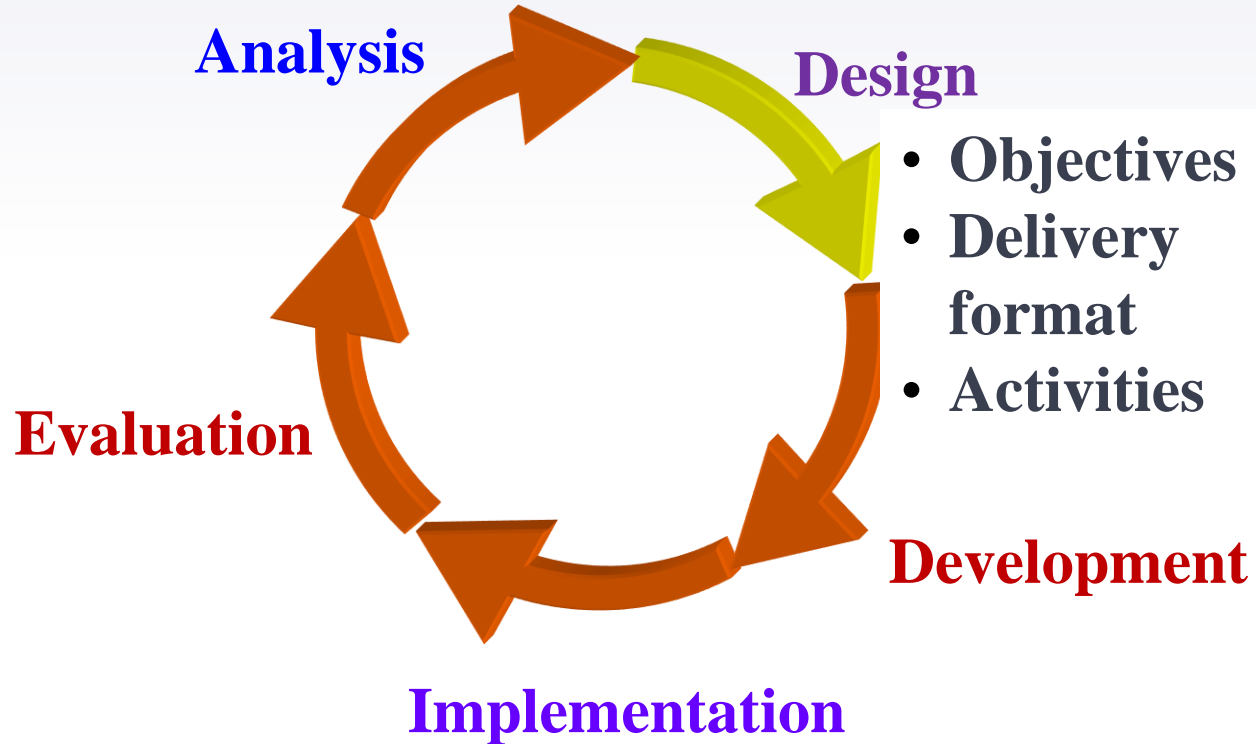 Analysis
Design
• Objectives
• Delivery
format
• Activities
Evaluation
Development
Implementation